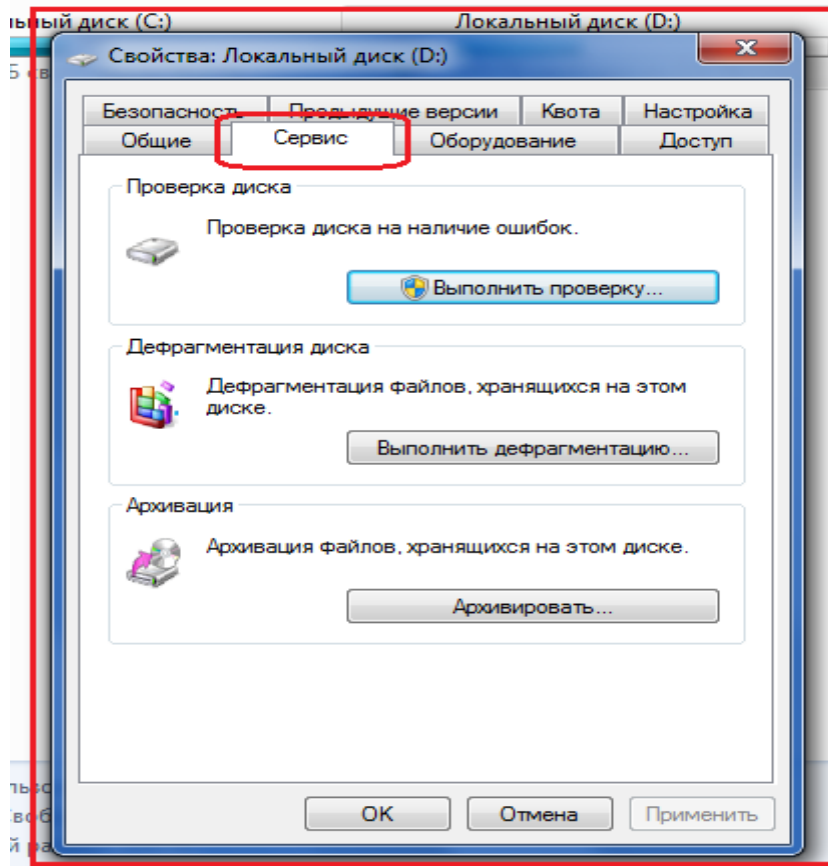 ьный диск (C:)
Локальный диск (D:)
Свойства: Локальный диск (D:)
Безопасность Предыдущие версии Квота Настройка
Общие Сервис Оборудование Доступ
Проверка диска
Проверка диска на наличие ошибок.
Выполнить проверку...
Дефрагментация диска
Дефрагментация файлов, хранящихся на этом
диске.
Выполнить дефрагментацию...
Архивация
Архивация файлов, хранящихся на этом диске.
Архивировать...
OK Отмена Применить